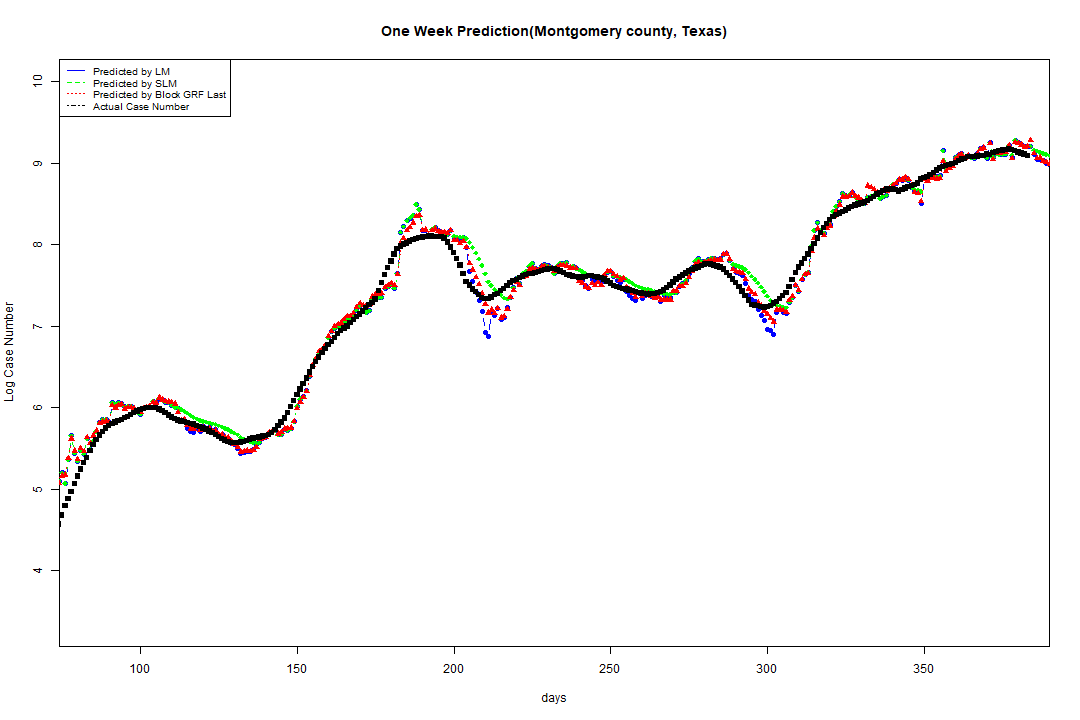 One Week Prediction(Montgomery county, Texas)
Predicted by LM
Predicted by SLM
Predicted by Block GRF Last
Actual Case Number
10
9
8
7
6
5
4
Log Case Number
100 150 200 250 300 350
days